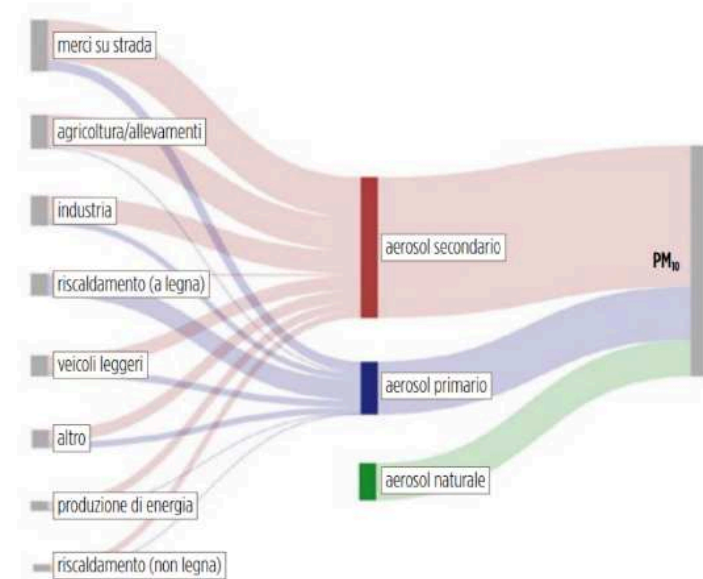 merci su strada
agricoltura/allevamenti
industria
riscaldamento (a legna)
veicoli leggeri
altro
produzione di energia
riscaldamento (non legna)
aerosol secondario
aerosol primario
aerosol naturale
PM₁₀